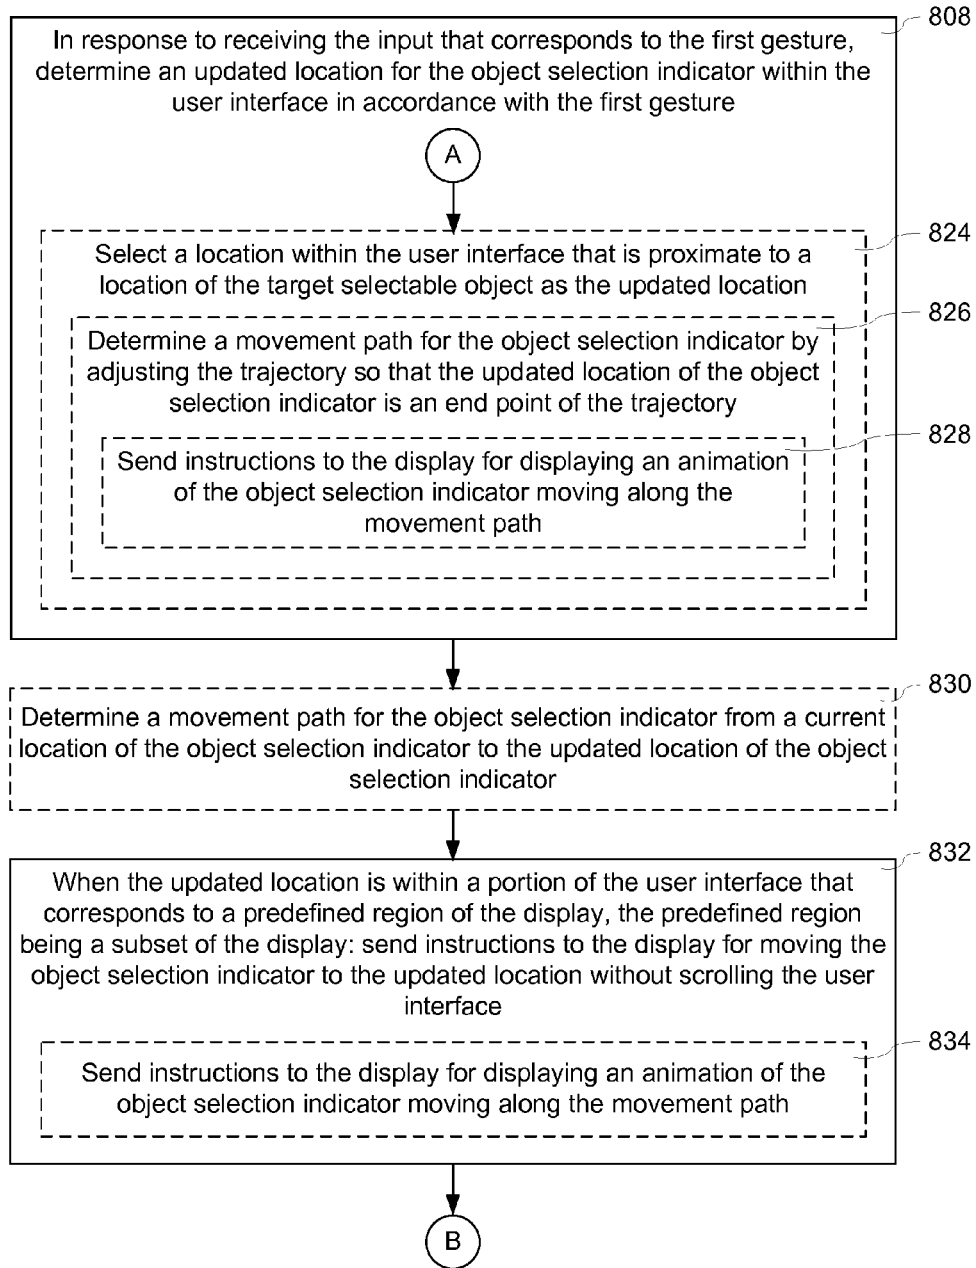 808
In response to receiving the input that corresponds to the first gesture,
determine an updated location for the object selection indicator within the
user interface in accordance with the first gesture
A
824
Select a location within the user interface that is proximate to a
location of the target selectable object as the updated location
826
Determine a movement path for the object selection indicator by
adjusting the trajectory so that the updated location of the object
selection indicator is an end point of the trajectory
828
Send instructions to the display for displaying an animation
of the object selection indicator moving along the
movement path
830
Determine a movement path for the object selection indicator from a current
location of the object selection indicator to the updated location of the object
selection indicator
832
When the updated location is within a portion of the user interface that
corresponds to a predefined region of the display, the predefined region
being a subset of the display: send instructions to the display for moving the
object selection indicator to the updated location without scrolling the user
interface
834
Send instructions to the display for displaying an animation of the
object selection indicator moving along the movement path
B